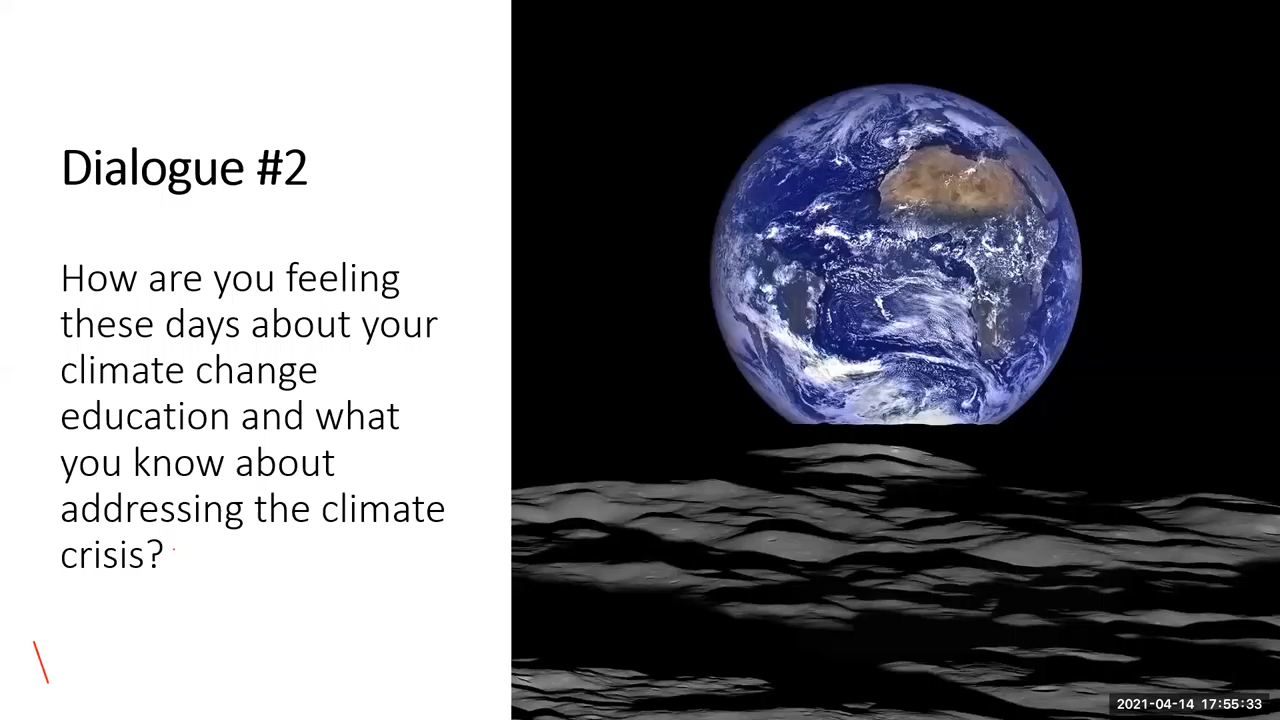 Dialogue #2
How are you feeling
these days about your
climate change
education and what
you know about
addressing the climate
crisis?
2021-04-14 17:55:33